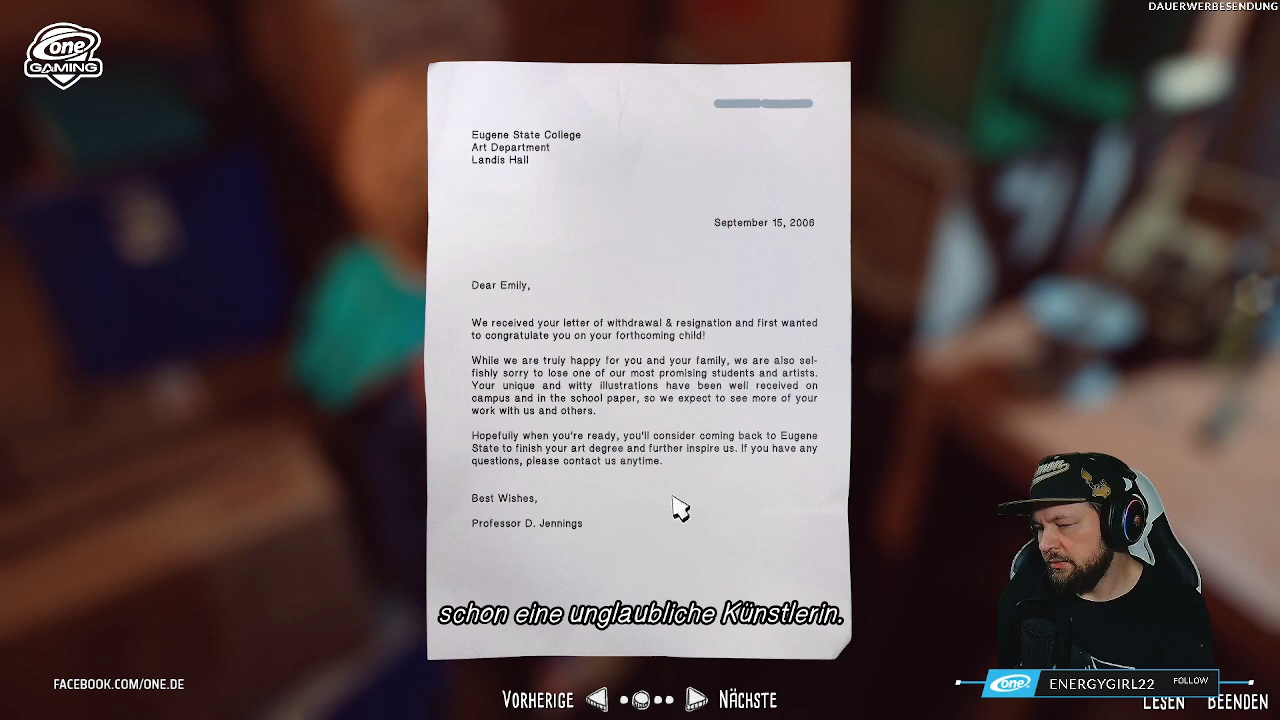 DAUERWERBESENDUNG
one
GAMING
Eugene State College
Art Department
Landis Hall
September 15, 2006
Dear Emily,
We received your letter of withdrawal & resignation and first wanted
to congratulate you on your forthcoming child!
While we are truly happy for you and your family, we are also sel-
fishly sorry to lose one of our most promising students and artists.
Your unique and witty illustrations have been well received on
campus and in the school paper, so we expect to see more of your
work with us and others.
Hopefully when you're ready, you'll consider coming back to Eugene
State to finish your art degree and further inspire us. If you have any
questions, please contact us anytime.
Best Wishes,
Professor D. Jennings
schon eine unglaubliche Künstlerin.
FACEBOOK.COM/ONE.DE
VORHERIGE
NÄCHSTE
one
ENERGYGIRL22
FOLLOW
LESEN
BEENDEN